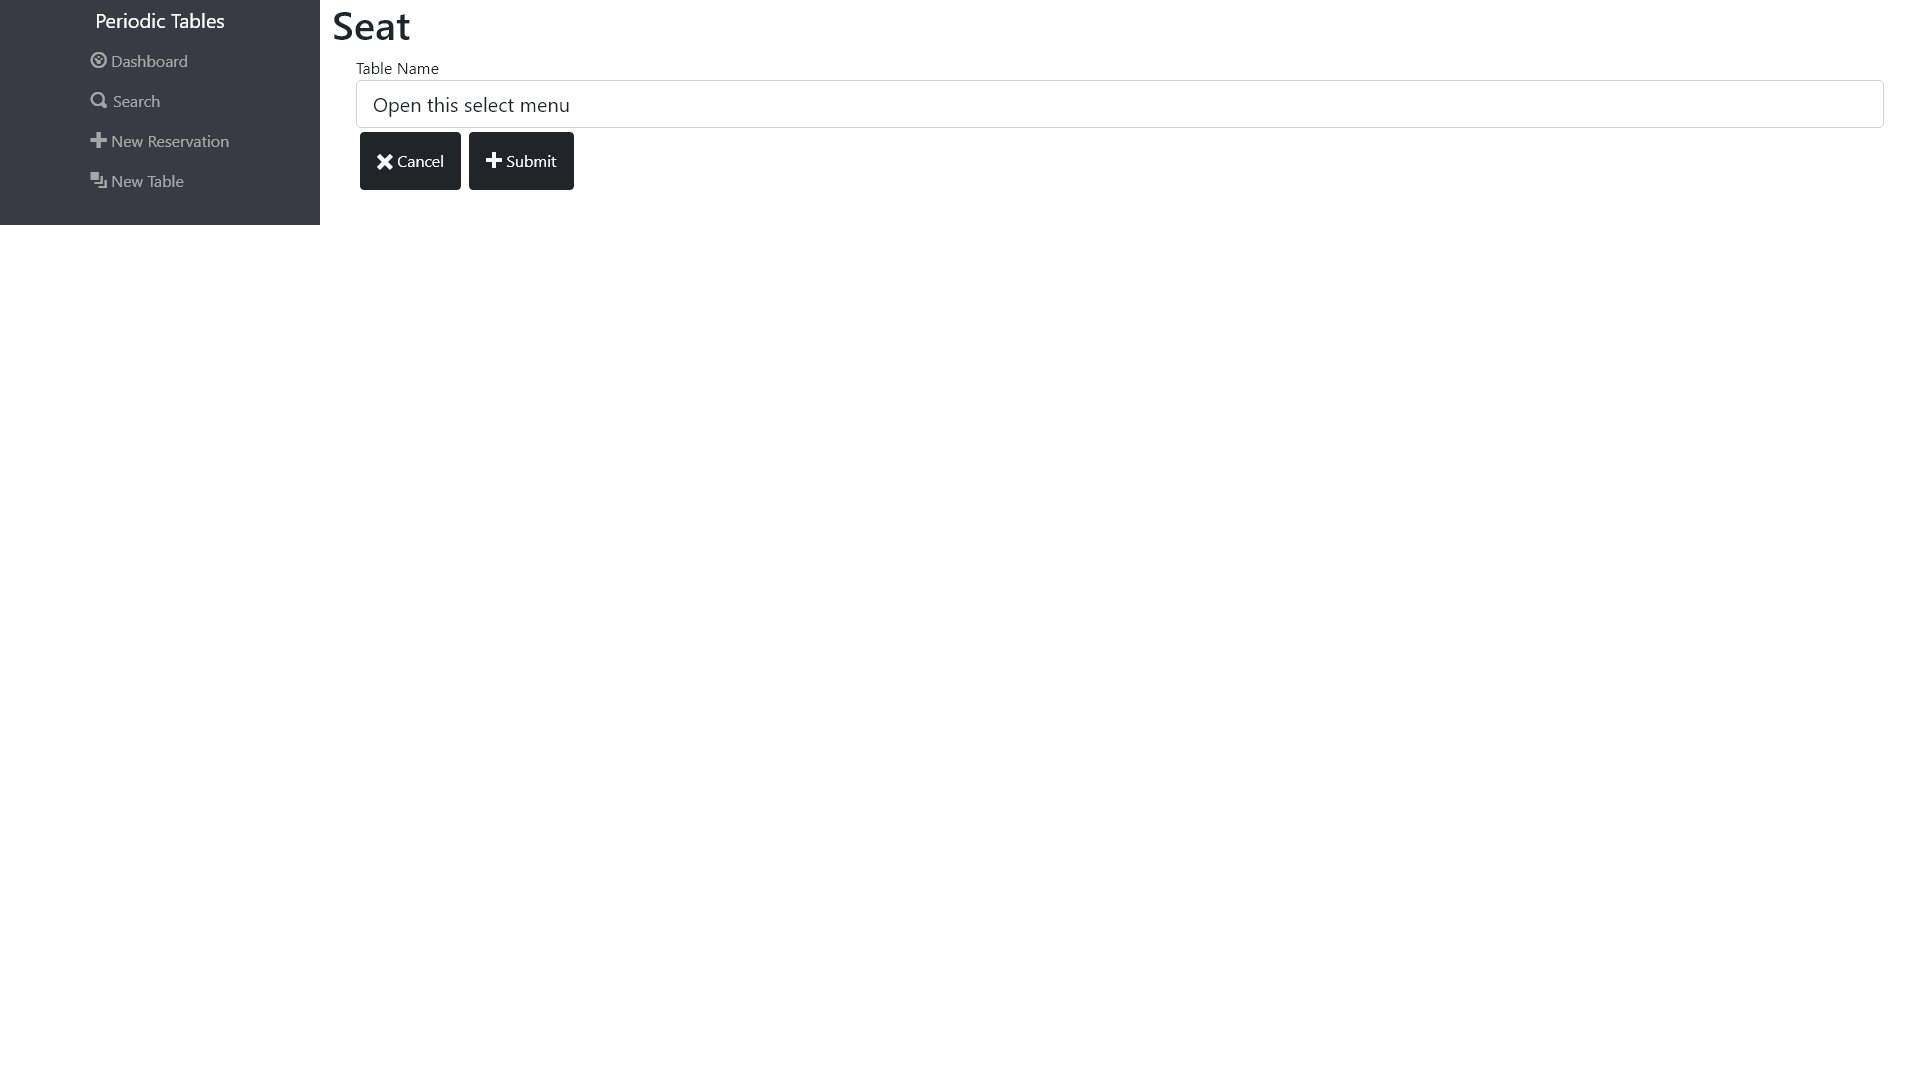 Periodic Tables
Dashboard
Search
New Reservation
New Table
Seat
Table Name
Open this select menu
Cancel
Submit